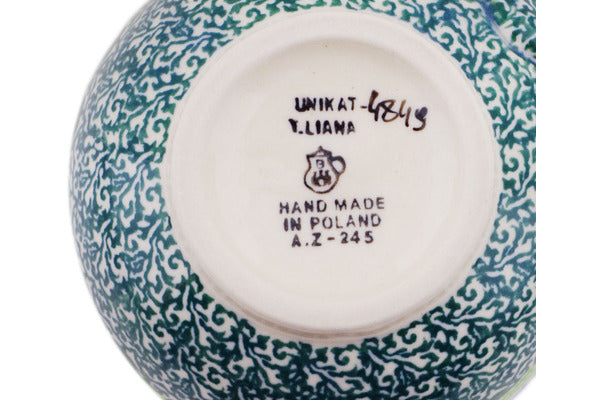 UNIKAT-4849
Y.LIANA
B
HAND MADE
IN POLAND
A.Z-245